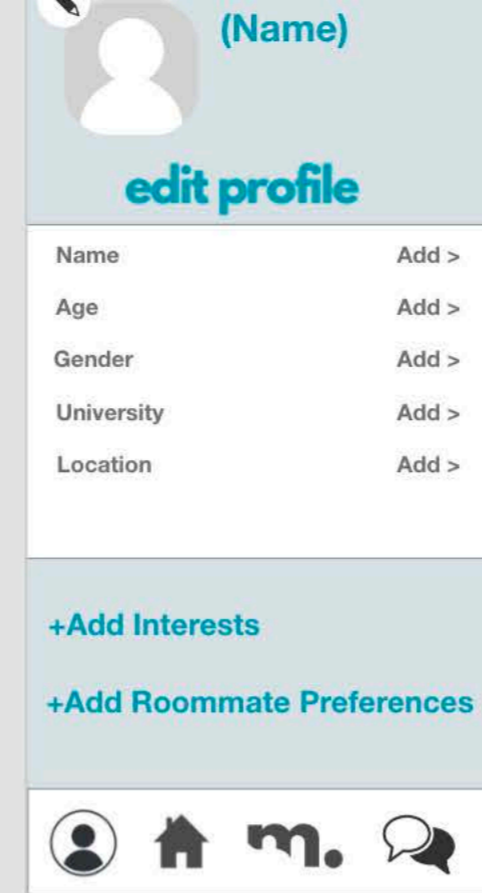 (Name)
edit profile
Name Add >
Age Add >
Gender Add >
University Add >
Location Add >
+Add Interests
+Add Roommate Preferences
m.